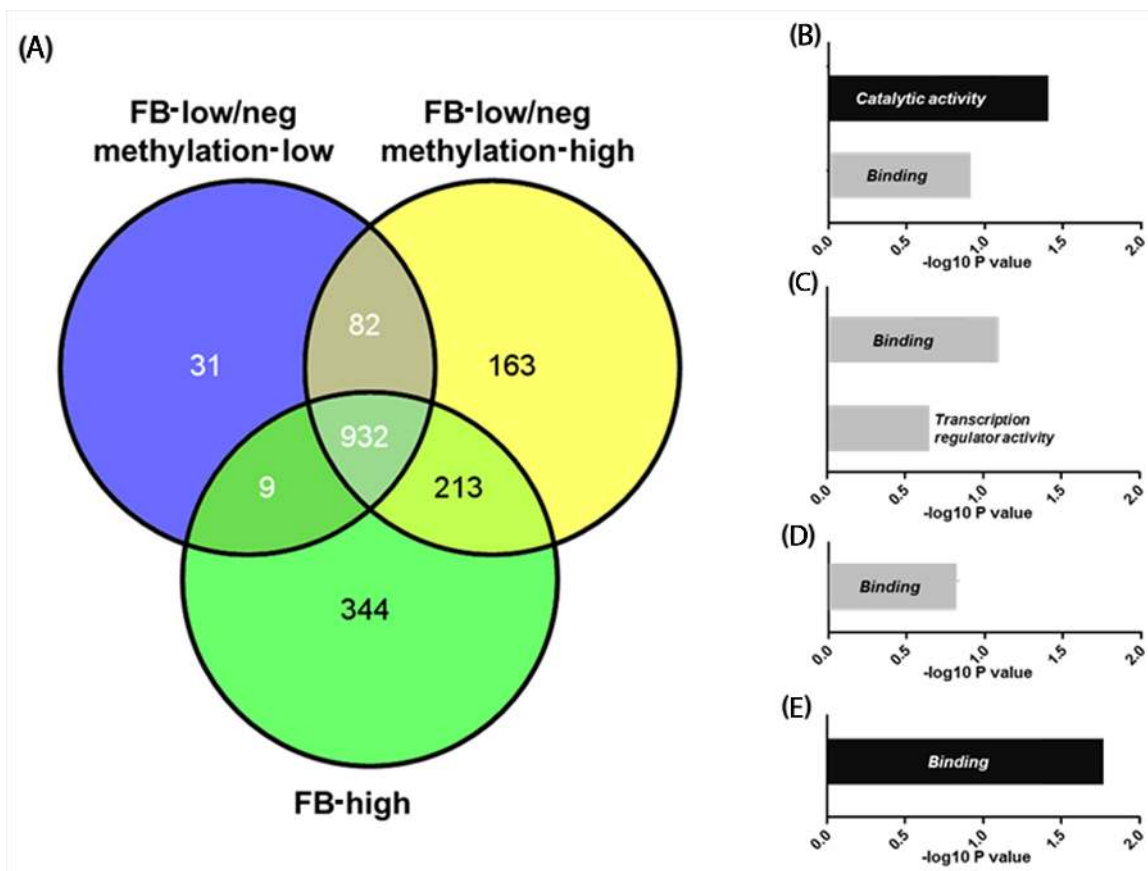 (A)
FB-low/neg
methylation-low
FB-low/neg
methylation-high
31
82
163
932
9
213
344
FB-high
(B)
Catalytic activity
Binding
0.0
0.5
1.0
1.5
2.0
-log10 P value
(C)
Binding
Transcription
regulator activity
0.0
0.5
1.0
1.5
2.0
-log10 P value
(D)
Binding
0.0
0.5
1.0
1.5
2.0
-log10 P value
(E)
Binding
0.0
0.5
1.0
1.5
2.0
-log10 P value